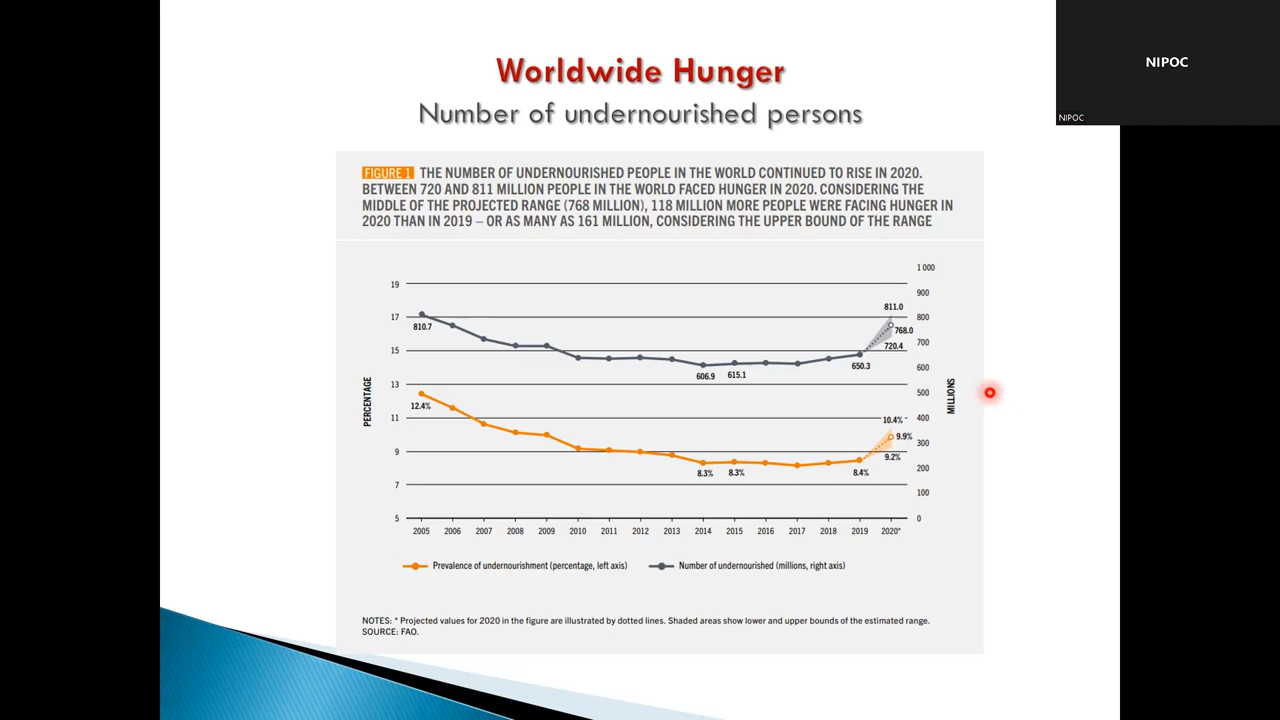 NIPOC
NIPOC
Worldwide Hunger
Number of undernourished persons
FIGURE 1 THE NUMBER OF UNDERNOURISHED PEOPLE IN THE WORLD CONTINUED TO RISE IN 2020.
BETWEEN 720 AND 811 MILLION PEOPLE IN THE WORLD FACED HUNGER IN 2020. CONSIDERING THE
MIDDLE OF THE PROJECTED RANGE (768 MILLION), 118 MILLION MORE PEOPLE WERE FACING HUNGER IN
2020 THAN IN 2019 – OR AS MANY AS 161 MILLION, CONSIDERING THE UPPER BOUND OF THE RANGE
PERCENTAGE
19
17
15
13
11
9
7
5
810.7
606.9
615.1
650.3
811.0
768.0
720.4
12.4%
8.3%
8.3%
8.4%
10.4%
9.9%
9.2%
1 000
900
800
700
600
500
400
300
200
100
0
MILLIONS
2005 2006 2007 2008 2009 2010 2011 2012 2013 2014 2015 2016 2017 2018 2019 2020*
Prevalence of undernourishment (percentage, left axis) Number of undernourished (millions, right axis)
NOTES: * Projected values for 2020 in the figure are illustrated by dotted lines. Shaded areas show lower and upper bounds of the estimated range.
SOURCE: FAO.